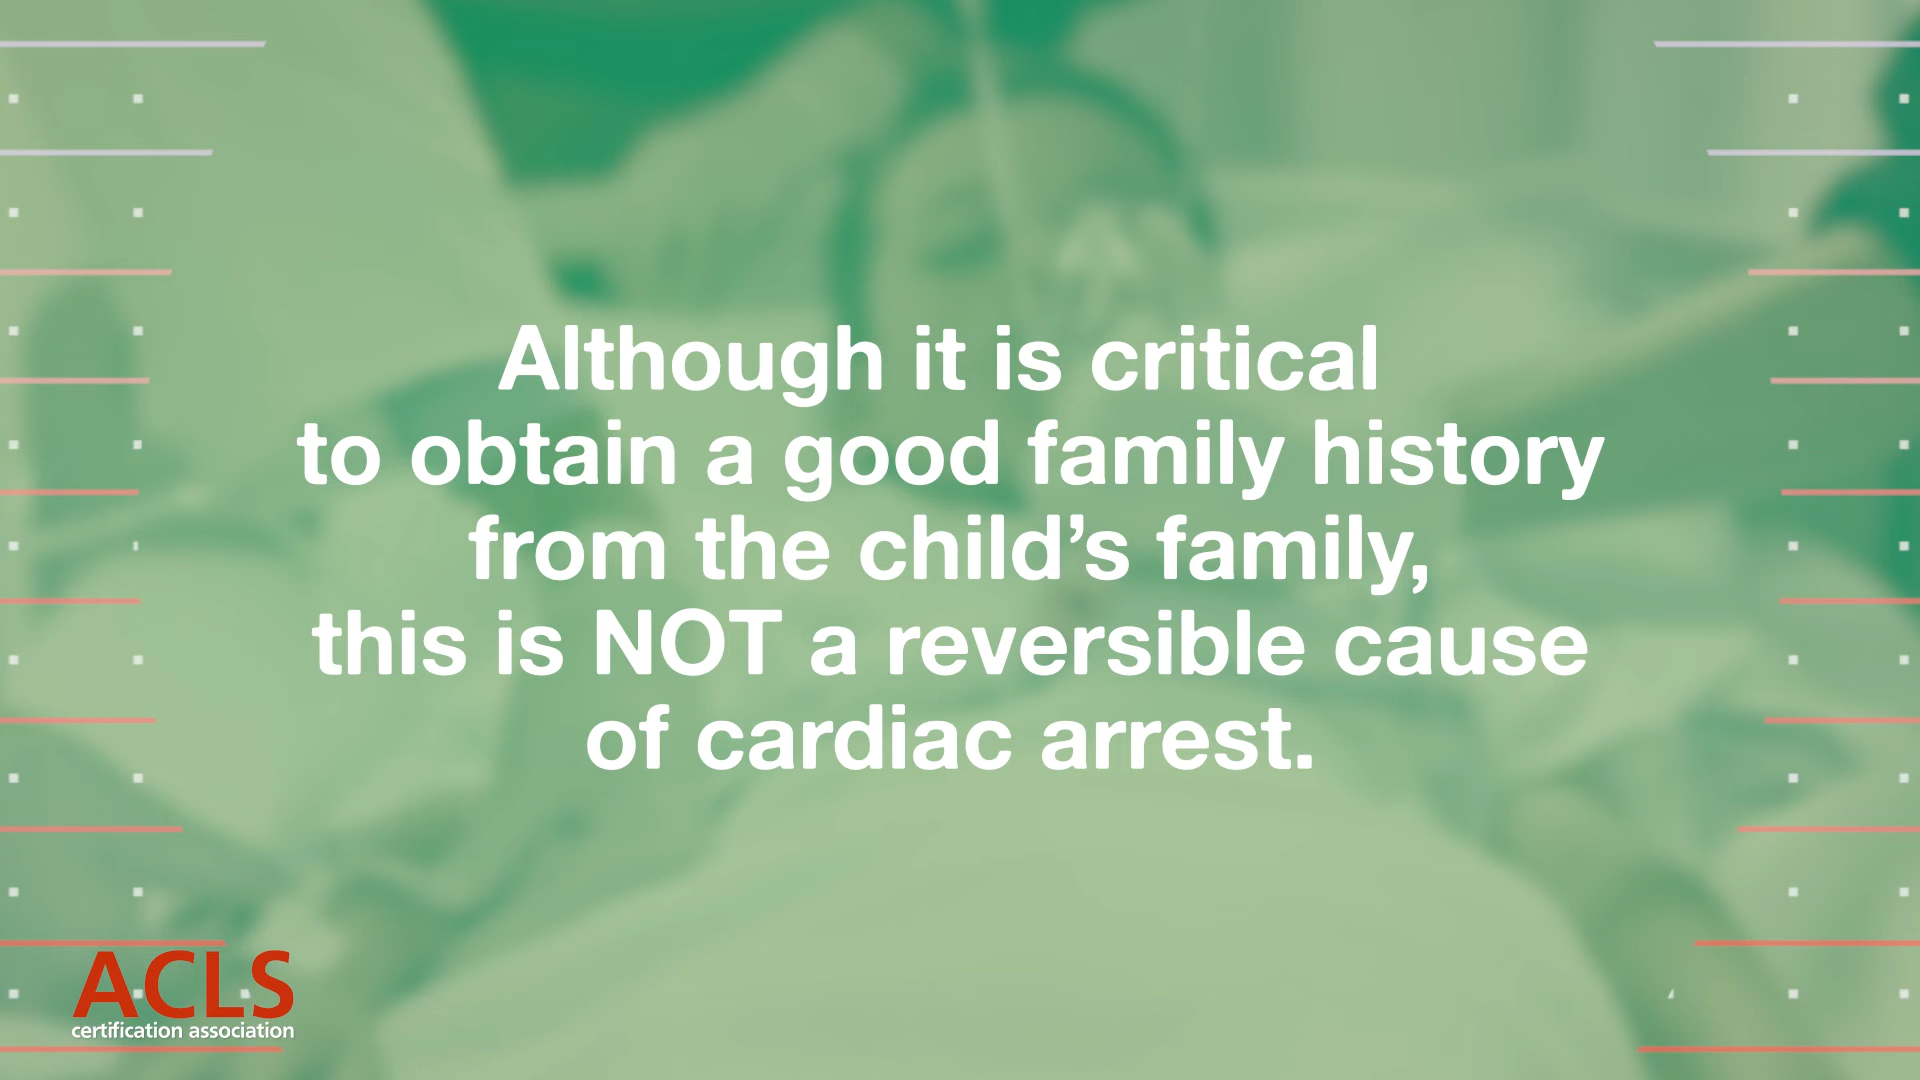 Although it is critical
to obtain a good family history
from the child’s family,
this is NOT a reversible cause
of cardiac arrest.
ACLS
certification association